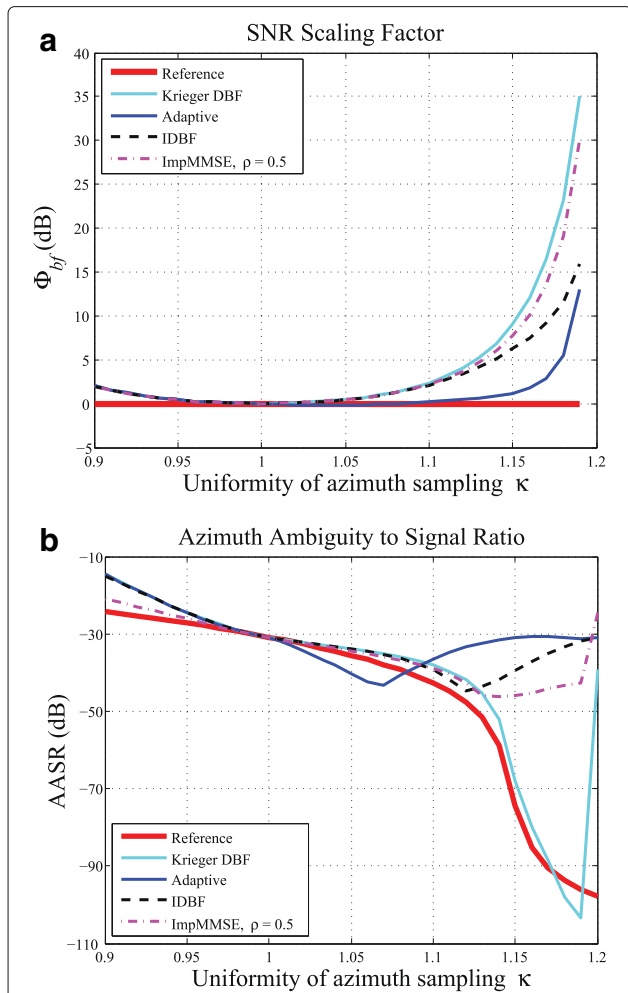 a
SNR Scaling Factor
40
35
30
25
20
15
10
5
0
−5
Φbf (dB)
Reference
Krieger DBF
Adaptive
IDBF
ImpMMSE, ρ = 0.5
0.9 0.95 1 1.05 1.1 1.15 1.2
Uniformity of azimuth sampling κ
b
Azimuth Ambiguity to Signal Ratio
−10
−30
−50
−70
−90
−110
AASR (dB)
Reference
Krieger DBF
Adaptive
IDBF
ImpMMSE, ρ = 0.5
0.9 0.95 1 1.05 1.1 1.15 1.2
Uniformity of azimuth sampling κ